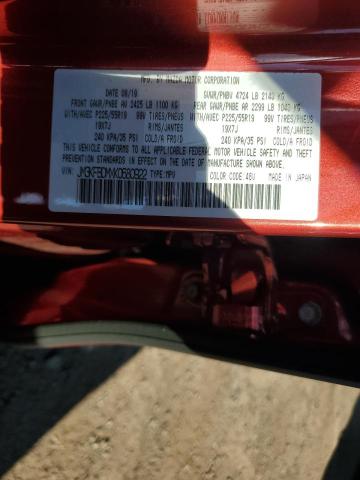 MFG. BY MAZDA MOTOR CORPORATION
DATE 08/19 GVWR/PNBV 4724 LB 2143 KG
FRONT GAWR/PNBE AV 2425 LB 1100 KG REAR GAWR/PNBE AR 2299 LB 1043 KG
WITH/AVEC P225/55R19 99V TIRES/PNEUS WITH/AVEC P225/55R19 99V TIRES/PNEUS
19X7J RIMS/JANTES 19X7J RIMS/JANTES
240 KPA/35 PSI COLD/A FROID 240 KPA/35 PSI COLD/A FROID
THIS VEHICLE CONFORMS TO ALL APPLICABLE FEDERAL MOTOR VEHICLE SAFETY AND THEFT
PREVENTION STANDARDS IN EFFECT ON THE DATE OF MANUFACTURE SHOWN ABOVE.
JM3KFBDMXK0680922 TYPE: MPV COLOR CODE: 46V MADE IN JAPAN